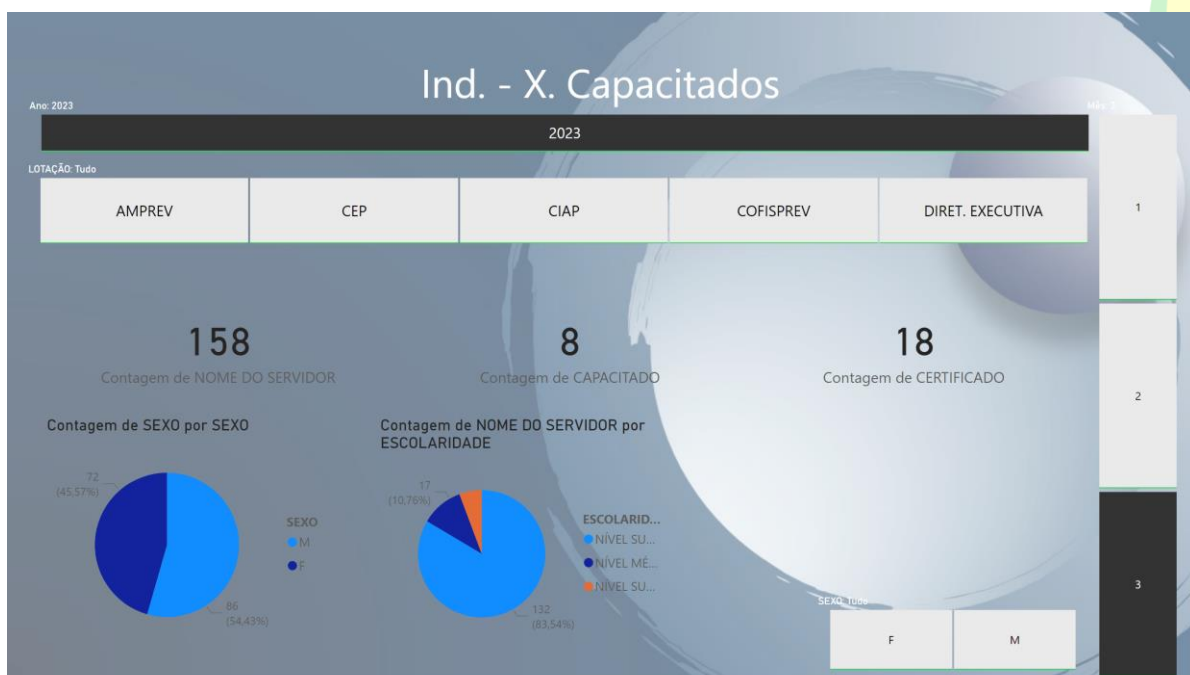 Ind. - X. Capacitados
Ano: 2023
Mês: 3
2023
LOTAÇÃO: Tudo
AMPREV
CEP
CIAP
COFISPREV
DIRET. EXECUTIVA
1
158
Contagem de NOME DO SERVIDOR
8
Contagem de CAPACITADO
18
Contagem de CERTIFICADO
2
Contagem de SEXO por SEXO
72
(45,57%)
SEXO
M
F
86
(54,43%)
Contagem de NOME DO SERVIDOR por
ESCOLARIDADE
17
(10,76%)
ESCOLARID...
NÍVEL SU...
NÍVEL MÉ...
NÍVEL SU...
132
(83,54%)
3
SEXO: Tudo
F
M